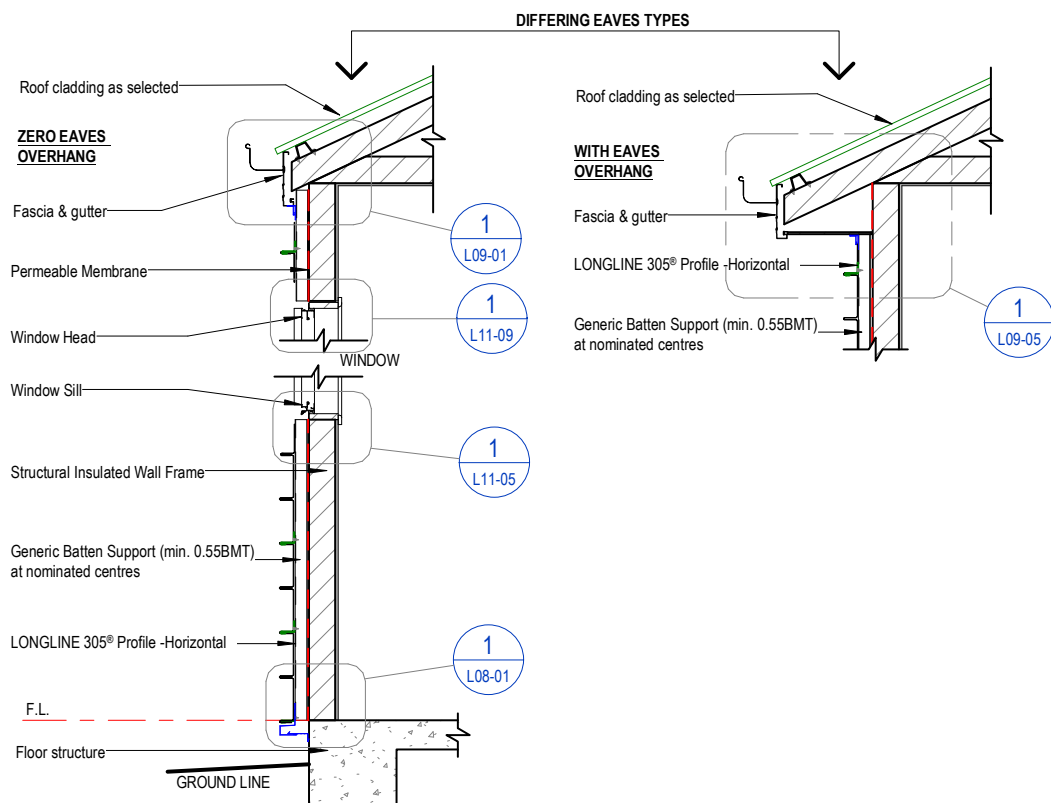 DIFFERING EAVES TYPES
Roof cladding as selected
ZERO EAVES
OVERHANG
Fascia & gutter
1
L09-01
Permeable Membrane
1
L11-09
Window Head
WINDOW
Window Sill
1
L11-05
Structural Insulated Wall Frame
Generic Batten Support (min. 0.55BMT)
at nominated centres
LONGLINE 305® Profile -Horizontal
1
L08-01
F.L.
Floor structure
GROUND LINE
Roof cladding as selected
WITH EAVES
OVERHANG
Fascia & gutter
LONGLINE 305® Profile -Horizontal
Generic Batten Support (min. 0.55BMT)
at nominated centres
1
L09-05